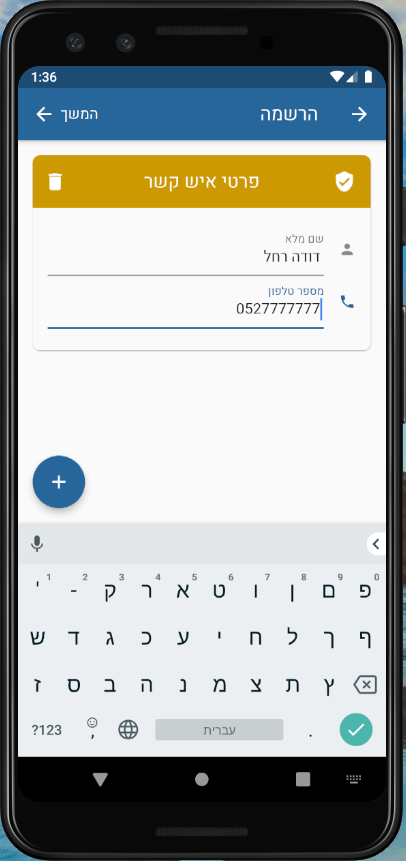 1:36
הרשמה
המשך
פרטי איש קשר
שם מלא
דודה רחל
מספר טלפון
0527777777
' 1 - 2 ק 3 ר 4 א 5 ט 6 ו 7 ן 8 ם 9 פ 0
ש ד ג כ ע י ח ל ך ף
ז ס ב ה נ מ צ ת ץ
?123 , עברית .